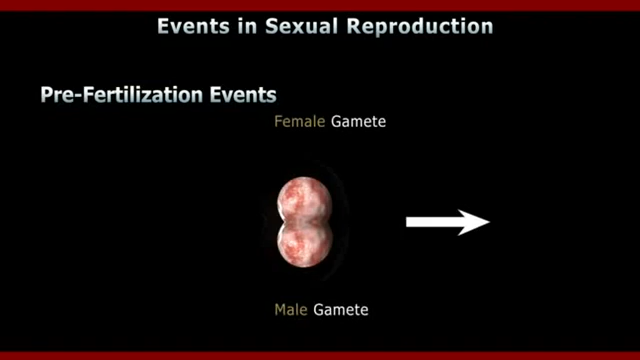 Events in Sexual Reproduction
Pre-Fertilization Events
Female Gamete
Male Gamete